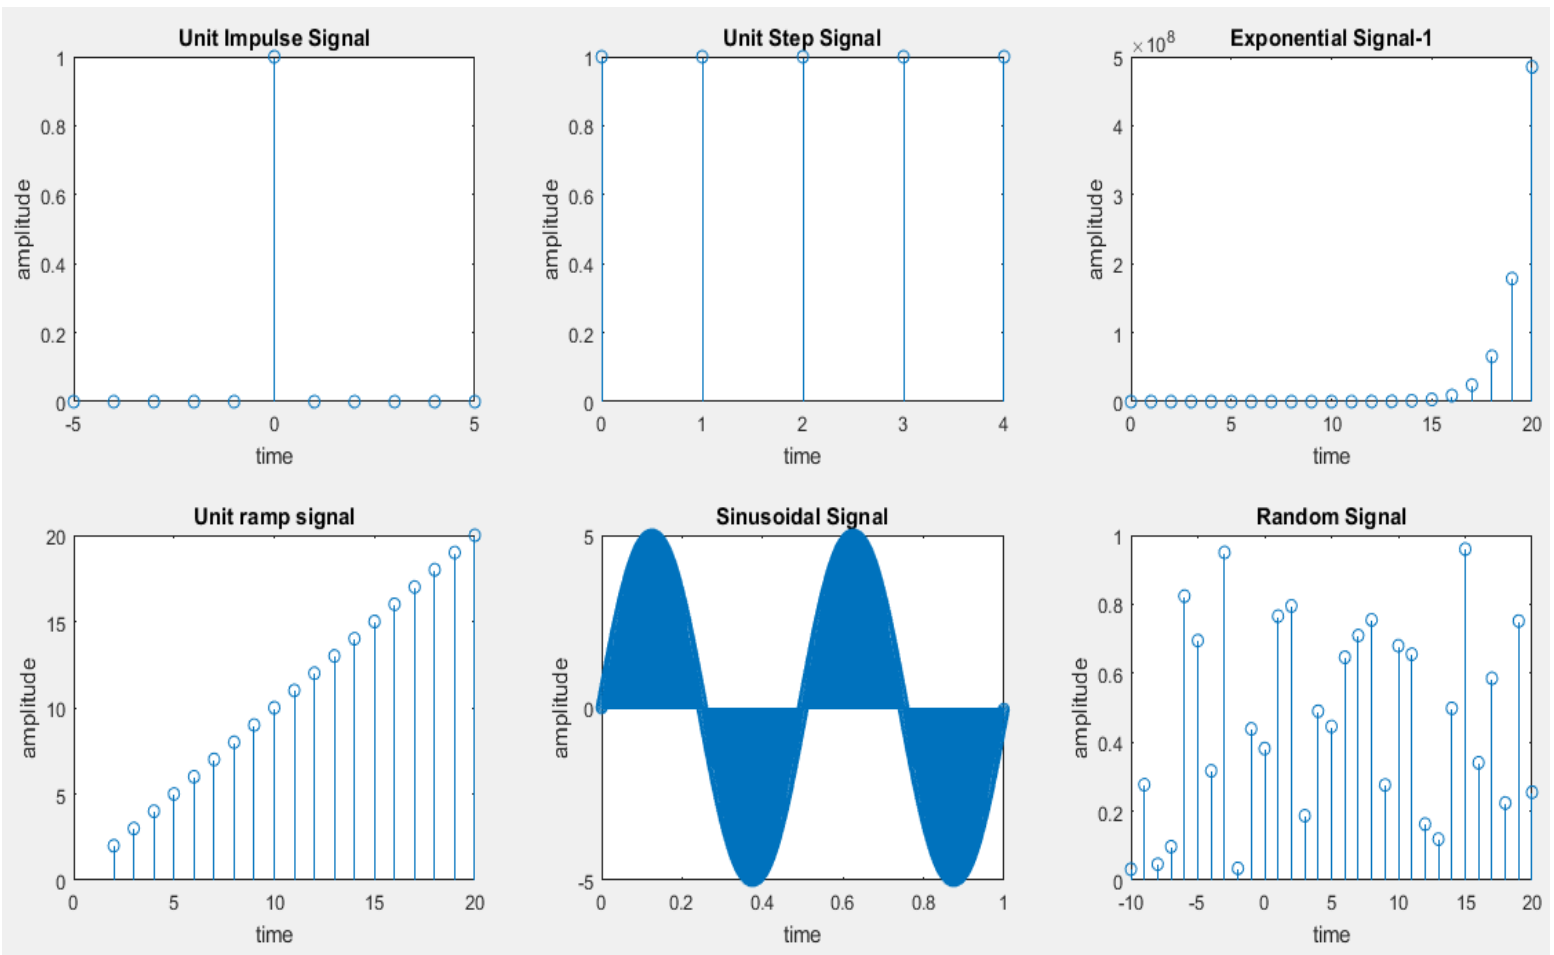 Unit Impulse Signal
1
0.8
0.6
0.4
0.2
0
amplitude
-5 0 5
time
Unit Step Signal
1
0.8
0.6
0.4
0.2
0
amplitude
0 1 2 3 4
time
Exponential Signal-1
×10^8
5
4
3
2
1
0
amplitude
0 5 10 15 20
time
Unit ramp signal
20
15
10
5
0
amplitude
0 5 10 15 20
time
Sinusoidal Signal
5
0
-5
amplitude
0 0.2 0.4 0.6 0.8 1
time
Random Signal
1
0.8
0.6
0.4
0.2
0
amplitude
-10 -5 0 5 10 15 20
time